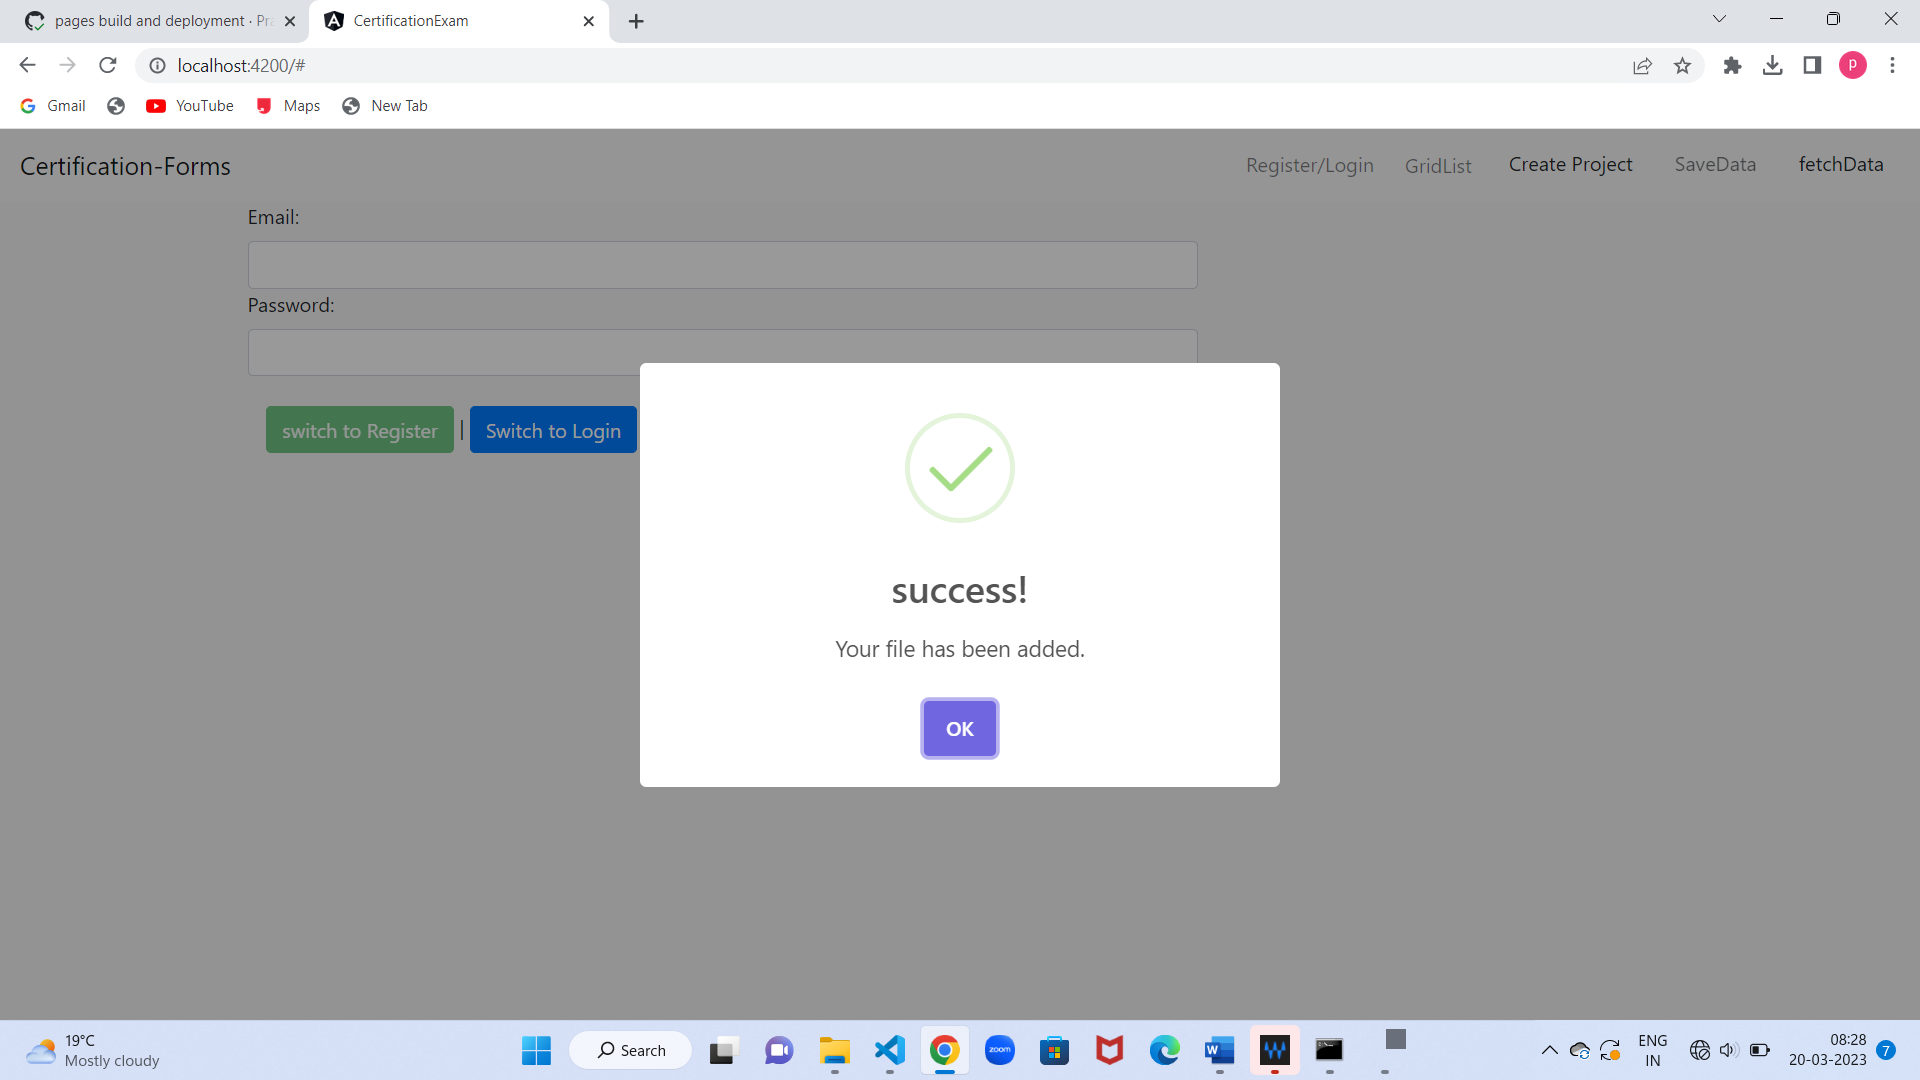 pages build and deployment · Pra
CertificationExam
localhost:4200/#
P
Gmail
YouTube
Maps
New Tab
Certification-Forms
Register/Login
GridList
Create Project
SaveData
fetchData
Email:
Password:
switch to Register | Switch to Login
success!
Your file has been added.
OK
19°C
Mostly cloudy
Search
zoom
W
ENG
IN
08:28
20-03-2023
7